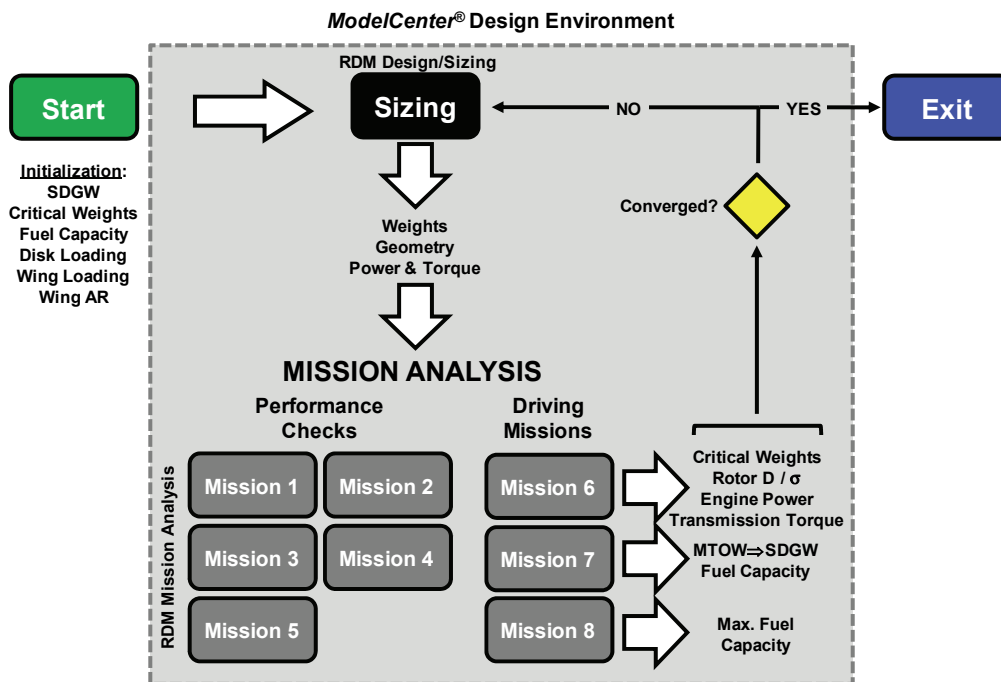 ModelCenter® Design Environment
Start
Initialization:
SDGW
Critical Weights
Fuel Capacity
Disk Loading
Wing Loading
Wing AR
RDM Design/Sizing
Sizing
NO
YES
Exit
Converged?
Weights
Geometry
Power & Torque
MISSION ANALYSIS
Performance
Checks
Driving
Missions
RDM Mission Analysis
Mission 1
Mission 2
Mission 3
Mission 4
Mission 5
Mission 6
Mission 7
Mission 8
Critical Weights
Rotor D / σ
Engine Power
Transmission Torque
MTOW⇒SDGW
Fuel Capacity
Max. Fuel
Capacity